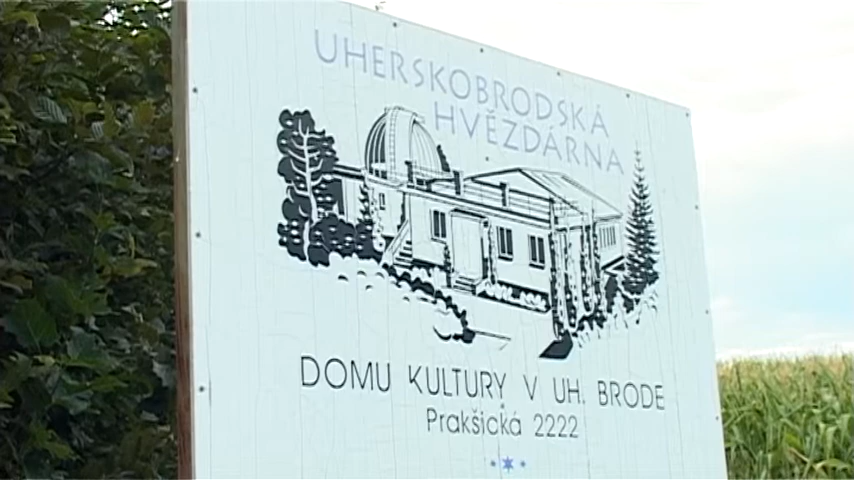 UHERSKOBRODSKÁ
HVĚZDÁRNA
DOMU KULTURY V UH. BRODE
Prakšická 2222